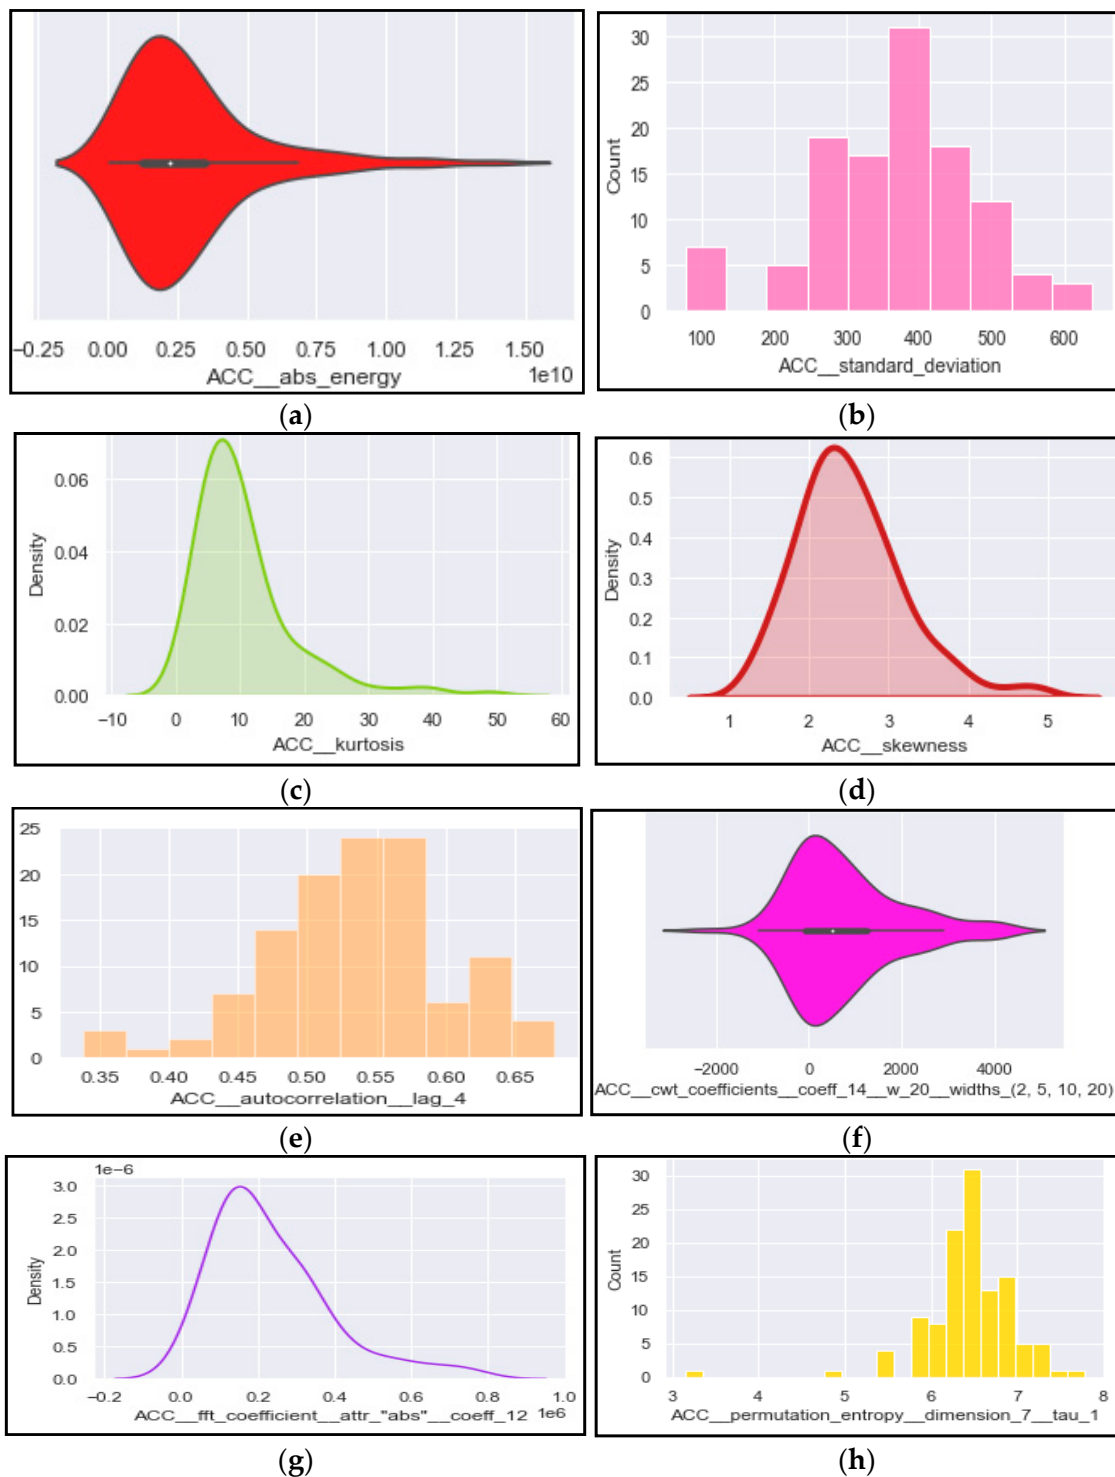 −0.25 0.00 0.25 0.50 0.75 1.00 1.25 1.50
ACC__abs_energy 1e10
(a)
Count
30
25
20
15
10
5
0
100 200 300 400 500 600
ACC__standard_deviation
(b)
Density
0.06
0.04
0.02
0.00
−10 0 10 20 30 40 50 60
ACC__kurtosis
(c)
Density
0.6
0.5
0.4
0.3
0.2
0.1
0.0
1 2 3 4 5
ACC__skewness
(d)
25
20
15
10
5
0
0.35 0.40 0.45 0.50 0.55 0.60 0.65
ACC__autocorrelation__lag_4
(e)
−2000 0 2000 4000
ACC__cwt_coefficients__coeff_14__w_20__widths_(2, 5, 10, 20)
(f)
1e−6
Density
3.0
2.5
2.0
1.5
1.0
0.5
0.0
−0.2 0.0 0.2 0.4 0.6 0.8 1.0
ACC__fft_coefficient__attr_"abs"__coeff_12 1e6
(g)
Count
30
25
20
15
10
5
0
3 4 5 6 7 8
ACC__permutation_entropy__dimension_7__tau_1
(h)